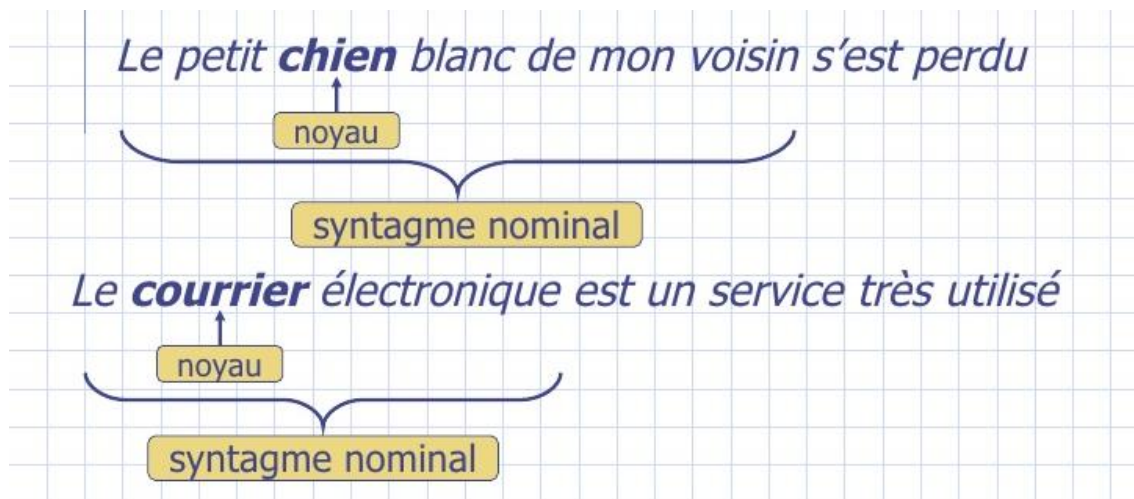 Le petit chien blanc de mon voisin s'est perdu
noyau
syntagme nominal
Le courrier électronique est un service très utilisé
noyau
syntagme nominal